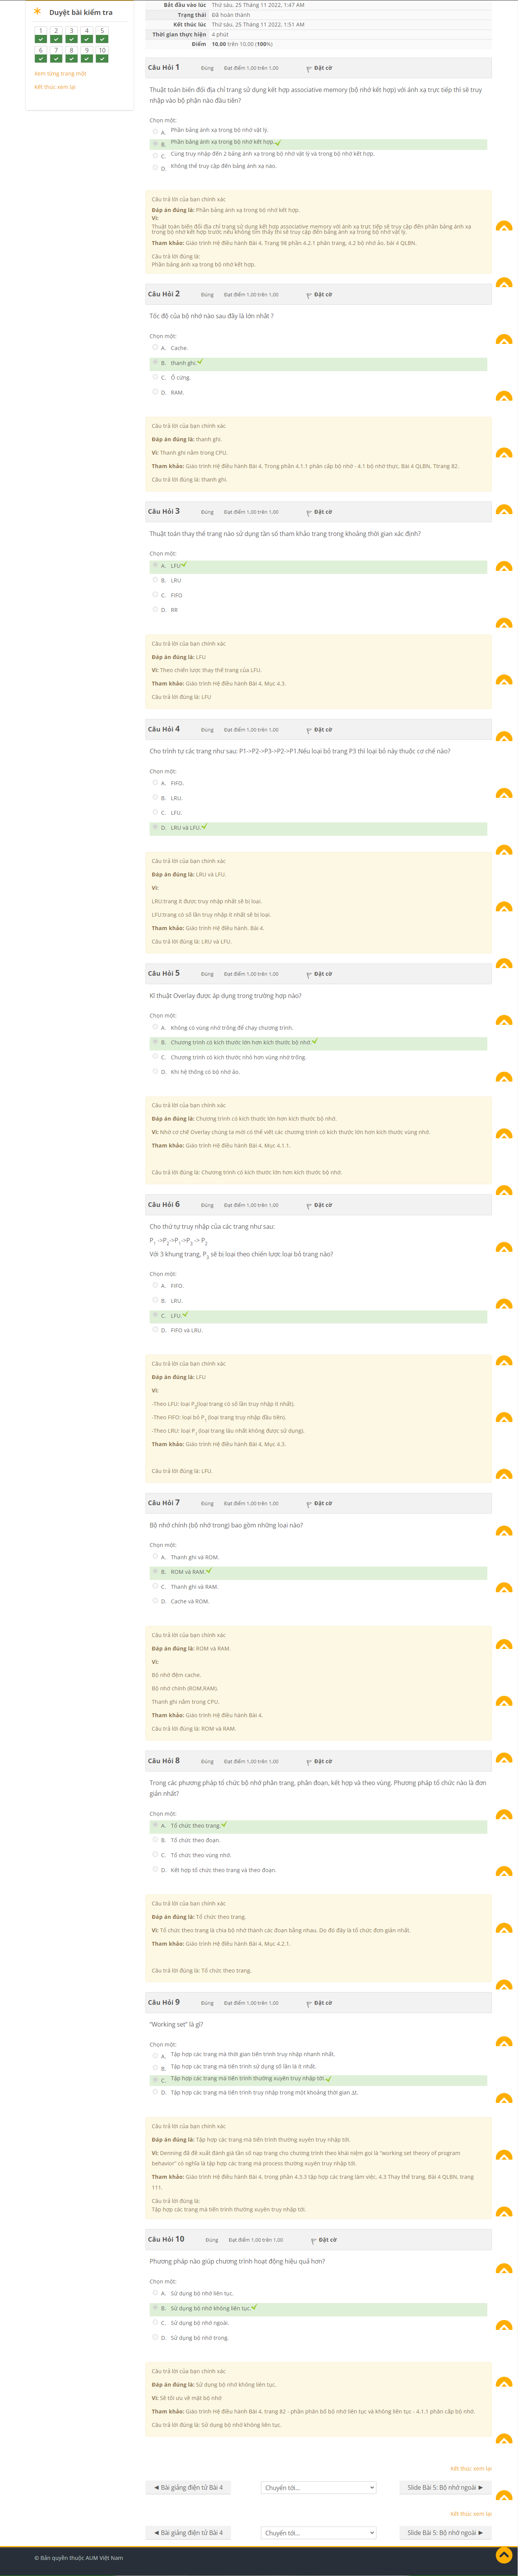 Duyệt bài kiểm tra
1 2 3 4 5
6 7 8 9 10
Xem từng trang một
Kết thúc xem lại
Bắt đầu vào lúc Thứ sáu, 25 Tháng 11 2022, 1:47 AM
Trạng thái Đã hoàn thành
Kết thúc lúc Thứ sáu, 25 Tháng 11 2022, 1:51 AM
Thời gian thực hiện 4 phút
Điểm 10,00 trên 10,00 (100%)
Câu Hỏi 1 Đúng Đạt điểm 1,00 trên 1,00 Đặt cờ
Thuật toán biến đổi địa chỉ trang sử dụng kết hợp associative memory (bộ nhớ kết hợp) với ánh xạ trực tiếp thì sẽ truy
nhập vào bộ phận nào đầu tiên?
Chọn một:
A. Phần bảng ánh xạ trong bộ nhớ vật lý.
B. Phần bảng ánh xạ trong bộ nhớ kết hợp.
C. Cùng truy nhập đến 2 bảng ánh xạ trong bộ nhớ vật lý và trong bộ nhớ kết hợp.
D. Không thể truy cập đến bảng ánh xạ nào.
Câu trả lời của bạn chính xác
Đáp án đúng là: Phần bảng ánh xạ trong bộ nhớ kết hợp.
Vì:
Thuật toán biến đổi địa chỉ trang sử dụng kết hợp associative memory với ánh xạ trực tiếp sẽ truy cập đến phần bảng ánh xạ
trong bộ nhớ kết hợp trước nếu không tìm thấy thì sẽ truy cập đến bảng ánh xạ trong bộ nhớ vật lý.
Tham khảo: Giáo trình Hệ điều hành Bài 4, Trang 98 phần 4.2.1 phân trang, 4.2 bộ nhớ ảo, bài 4 QLBN.
Câu trả lời đúng là:
Phần bảng ánh xạ trong bộ nhớ kết hợp.
Câu Hỏi 2 Đúng Đạt điểm 1,00 trên 1,00 Đặt cờ
Tốc độ của bộ nhớ nào sau đây là lớn nhất ?
Chọn một:
A. Cache.
B. thanh ghi.
C. Ổ cứng.
D. RAM.
Câu trả lời của bạn chính xác
Đáp án đúng là: thanh ghi.
Vì: Thanh ghi nằm trong CPU.
Tham khảo: Giáo trình Hệ điều hành Bài 4, Trong phần 4.1.1 phân cấp bộ nhớ - 4.1 bộ nhớ thực, Bài 4 QLBN, Ttrang 82.
Câu trả lời đúng là: thanh ghi.
Câu Hỏi 3 Đúng Đạt điểm 1,00 trên 1,00 Đặt cờ
Thuật toán thay thế trang nào sử dụng tần số tham khảo trang trong khoảng thời gian xác định?
Chọn một:
A. LFU
B. LRU
C. FIFO
D. RR
Câu trả lời của bạn chính xác
Đáp án đúng là: LFU
Vì: Theo chiến lược thay thế trang của LFU.
Tham khảo: Giáo trình Hệ điều hành Bài 4. Mục 4.3.
Câu trả lời đúng là: LFU
Câu Hỏi 4 Đúng Đạt điểm 1,00 trên 1,00 Đặt cờ
Cho trình tự các trang như sau: P1->P2->P3->P2->P1.Nếu loại bỏ trang P3 thì loại bỏ này thuộc cơ chế nào?
Chọn một:
A. FIFO.
B. LRU.
C. LFU.
D. LRU và LFU.
Câu trả lời của bạn chính xác
Đáp án đúng là: LRU và LFU.
Vì:
LRU:trang ít được truy nhập nhất sẽ bị loại.
LFU:trang có số lần truy nhập ít nhất sẽ bị loại.
Tham khảo: Giáo trình Hệ điều hành. Bài 4.
Câu trả lời đúng là: LRU và LFU.
Câu Hỏi 5 Đúng Đạt điểm 1,00 trên 1,00 Đặt cờ
Kĩ thuật Overlay được áp dụng trong trường hợp nào?
Chọn một:
A. Không có vùng nhớ trống để chạy chương trình.
B. Chương trình có kích thước lớn hơn kích thước bộ nhớ.
C. Chương trình có kích thước nhỏ hơn vùng nhớ trống.
D. Khi hệ thống có bộ nhớ ảo.
Câu trả lời của bạn chính xác
Đáp án đúng là: Chương trình có kích thước lớn hơn kích thước bộ nhớ.
Vì: Nhờ cơ chế Overlay chúng ta mới có thể viết các chương trình có kích thước lớn hơn kích thước vùng nhớ.
Tham khảo: Giáo trình Hệ điều hành Bài 4. Mục 4.1.1.
Câu trả lời đúng là: Chương trình có kích thước lớn hơn kích thước bộ nhớ.
Câu Hỏi 6 Đúng Đạt điểm 1,00 trên 1,00 Đặt cờ
Cho thứ tự truy nhập của các trang như sau:
P1 ->P2->P1->P3 -> P2
Với 3 khung trang, P3 sẽ bị loại theo chiến lược loại bỏ trang nào?
Chọn một:
A. FIFO.
B. LRU.
C. LFU.
D. FIFO và LRU.
Câu trả lời của bạn chính xác
Đáp án đúng là: LFU
Vì:
-Theo LFU: loại P3(loại trang có số lần truy nhập ít nhất).
-Theo FIFO: loại bỏ P1 (loại trang truy nhập đầu tiên).
-Theo LRU: loại P1 (loại trang lâu nhất không được sử dụng).
Tham khảo: Giáo trình Hệ điều hành Bài 4, Mục 4.3.
Câu trả lời đúng là: LFU.
Câu Hỏi 7 Đúng Đạt điểm 1,00 trên 1,00 Đặt cờ
Bộ nhớ chính (bộ nhớ trong) bao gồm những loại nào?
Chọn một:
A. Thanh ghi và ROM.
B. ROM và RAM.
C. Thanh ghi và RAM.
D. Cache và ROM.
Câu trả lời của bạn chính xác
Đáp án đúng là: ROM và RAM.
Vì:
Bộ nhớ đệm cache.
Bộ nhớ chính (ROM,RAM).
Thanh ghi nằm trong CPU.
Tham khảo: Giáo trình Hệ điều hành Bài 4.
Câu trả lời đúng là: ROM và RAM.
Câu Hỏi 8 Đúng Đạt điểm 1,00 trên 1,00 Đặt cờ
Trong các phương pháp tổ chức bộ nhớ phân trang, phân đoạn, kết hợp và theo vùng. Phương pháp tổ chức nào là đơn
giản nhất?
Chọn một:
A. Tổ chức theo trang.
B. Tổ chức theo đoạn.
C. Tổ chức theo vùng nhớ.
D. Kết hợp tổ chức theo trang và theo đoạn.
Câu trả lời của bạn chính xác
Đáp án đúng là: Tổ chức theo trang.
Vì: Tổ chức theo trang là chia bộ nhớ thành các đoạn bằng nhau. Do đó đây là tổ chức đơn giản nhất.
Tham khảo: Giáo trình Hệ điều hành Bài 4. Mục 4.2.1.
Câu trả lời đúng là: Tổ chức theo trang.
Câu Hỏi 9 Đúng Đạt điểm 1,00 trên 1,00 Đặt cờ
“Working set” là gì?
Chọn một:
A. Tập hợp các trang mà thời gian tiến trình truy nhập nhanh nhất.
B. Tập hợp các trang mà tiến trình sử dụng số lần là ít nhất.
C. Tập hợp các trang mà tiến trình thường xuyên truy nhập tới.
D. Tập hợp các trang mà tiến trình truy nhập trong một khoảng thời gian Δt.
Câu trả lời của bạn chính xác
Đáp án đúng là: Tập hợp các trang mà tiến trình thường xuyên truy nhập tới.
Vì: Denning đã đề xuất đánh giá tần số nạp trang cho chương trình theo khái niệm gọi là “working set theory of program
behavior” có nghĩa là tập hợp các trang mà process thường xuyên truy nhập tới.
Tham khảo: Giáo trình Hệ điều hành Bài 4, trong phần 4.3.3 tập hợp các trang làm việc, 4.3 Thay thế trang, Bài 4 QLBN, trang
111.
Câu trả lời đúng là:
Tập hợp các trang mà tiến trình thường xuyên truy nhập tới.
Câu Hỏi 10 Đúng Đạt điểm 1,00 trên 1,00 Đặt cờ
Phương pháp nào giúp chương trình hoạt động hiệu quả hơn?
Chọn một:
A. Sử dụng bộ nhớ liên tục.
B. Sử dụng bộ nhớ không liên tục.
C. Sử dụng bộ nhớ ngoài.
D. Sử dụng bộ nhớ trong.
Câu trả lời của bạn chính xác
Đáp án đúng là: Sử dụng bộ nhớ không liên tục.
Vì: Sẽ tối ưu về mặt bộ nhớ
Tham khảo: Giáo trình Hệ điều hành Bài 4, trang 82 - phần phân bổ bộ nhớ liên tục và không liên tục - 4.1.1 phân cấp bộ nhớ.
Câu trả lời đúng là: Sử dụng bộ nhớ không liên tục.
Kết thúc xem lại
◄ Bài giảng điện tử Bài 4 Chuyển tới... Slide Bài 5: Bộ nhớ ngoài ►
Kết thúc xem lại
◄ Bài giảng điện tử Bài 4 Chuyển tới... Slide Bài 5: Bộ nhớ ngoài ►
© Bản quyền thuộc AUM Việt Nam